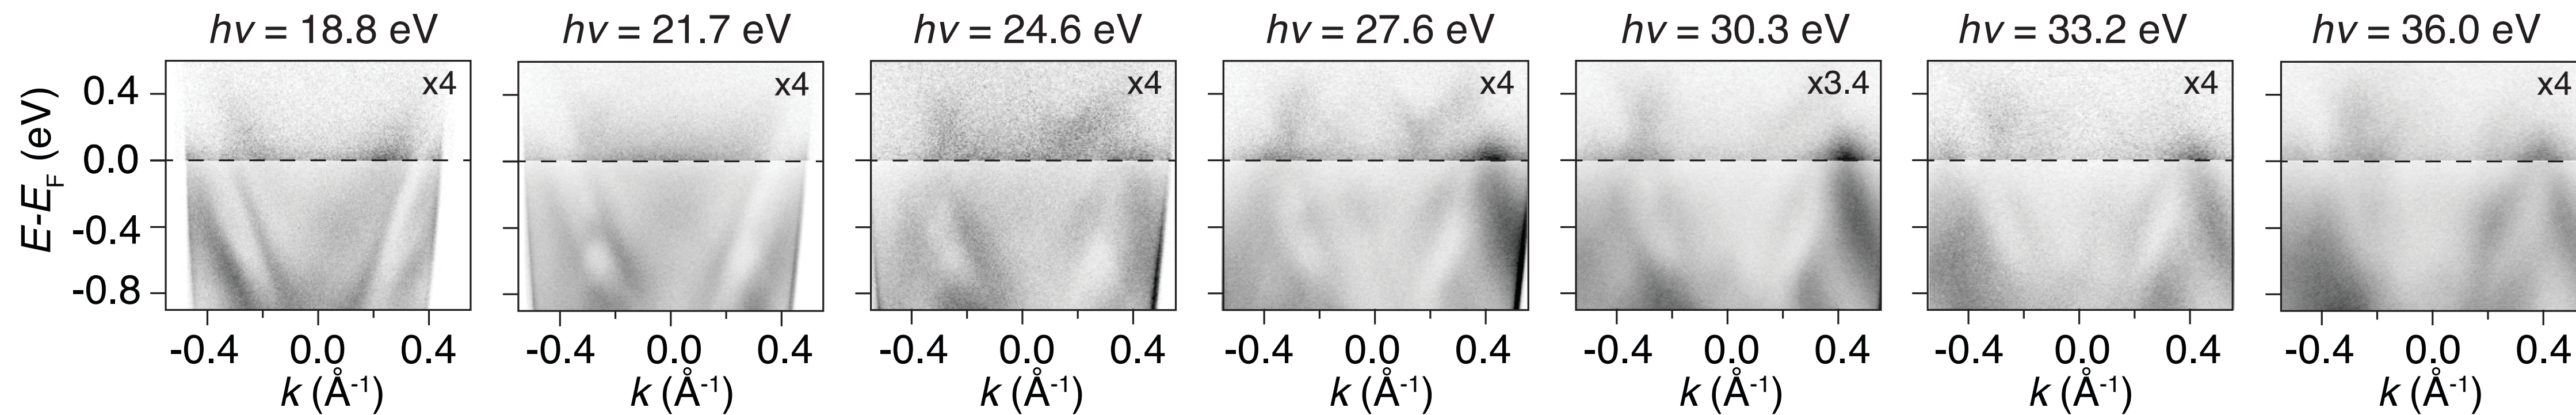 hν = 18.8 eV
hν = 21.7 eV
hν = 24.6 eV
hν = 27.6 eV
hν = 30.3 eV
hν = 33.2 eV
hν = 36.0 eV
x4
x4
x4
x4
x3.4
x4
x4
E-EF (eV)
0.4
0.0
-0.4
-0.8
-0.4 0.0 0.4
-0.4 0.0 0.4
-0.4 0.0 0.4
-0.4 0.0 0.4
-0.4 0.0 0.4
-0.4 0.0 0.4
-0.4 0.0 0.4
k (Å-1)
k (Å-1)
k (Å-1)
k (Å-1)
k (Å-1)
k (Å-1)
k (Å-1)